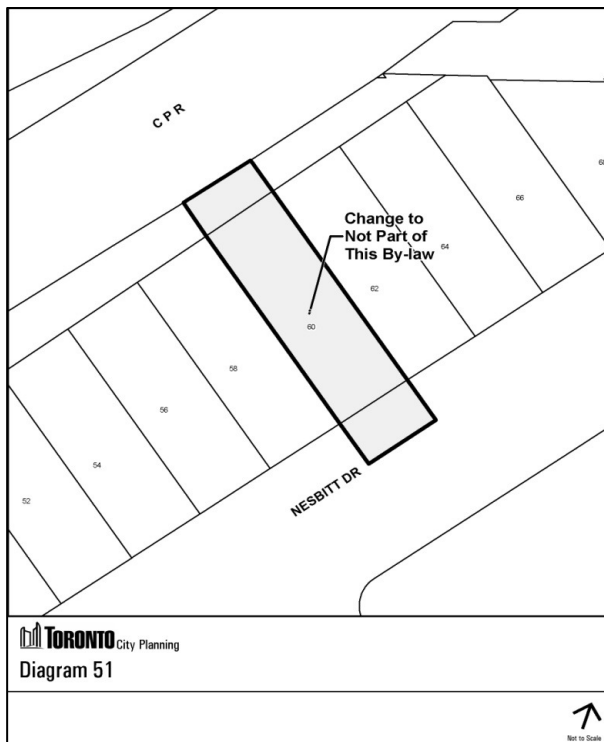 C P R
Change to
Not Part of
This By-law
66
64
62
60
58
56
54
52
NESBITT DR
TORONTO City Planning
Diagram 51
Not to Scale